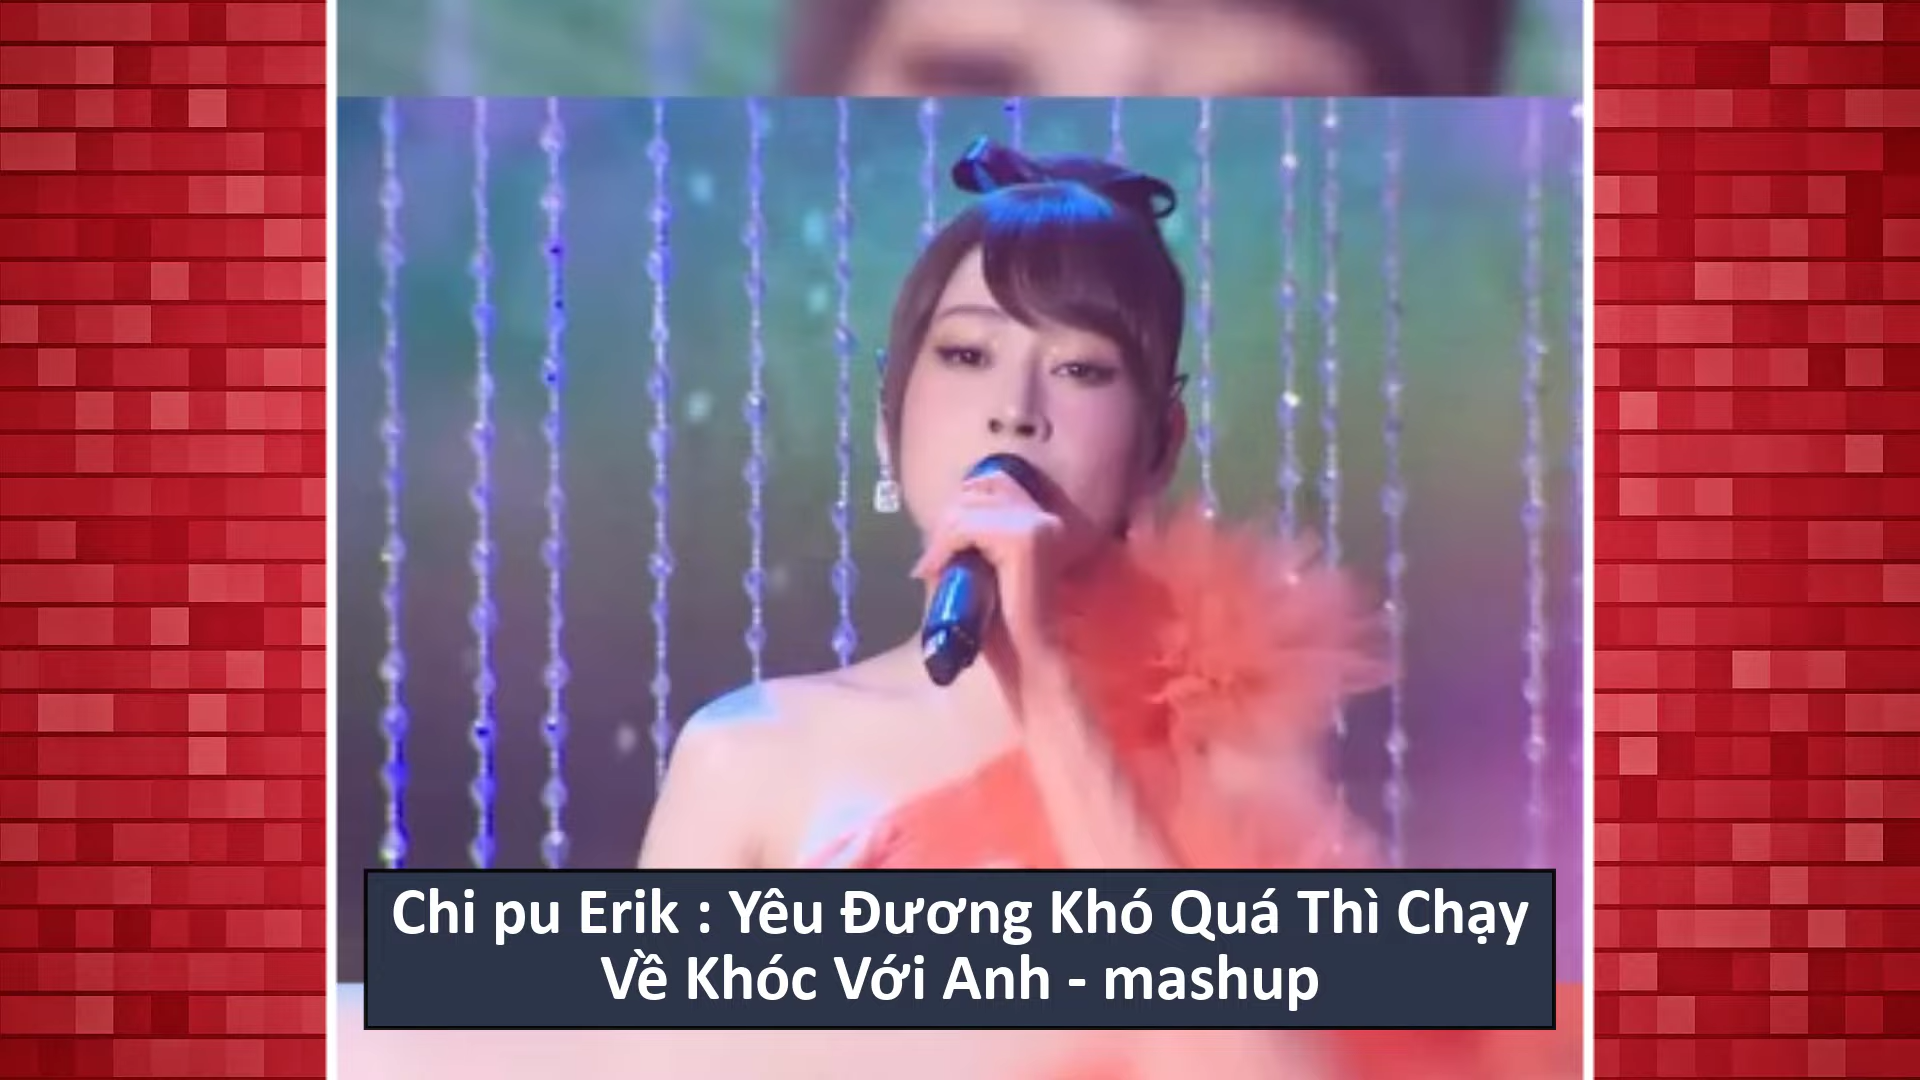 Chi pu Erik : Yêu Đương Khó Quá Thì Chạy
Về Khóc Với Anh - mashup